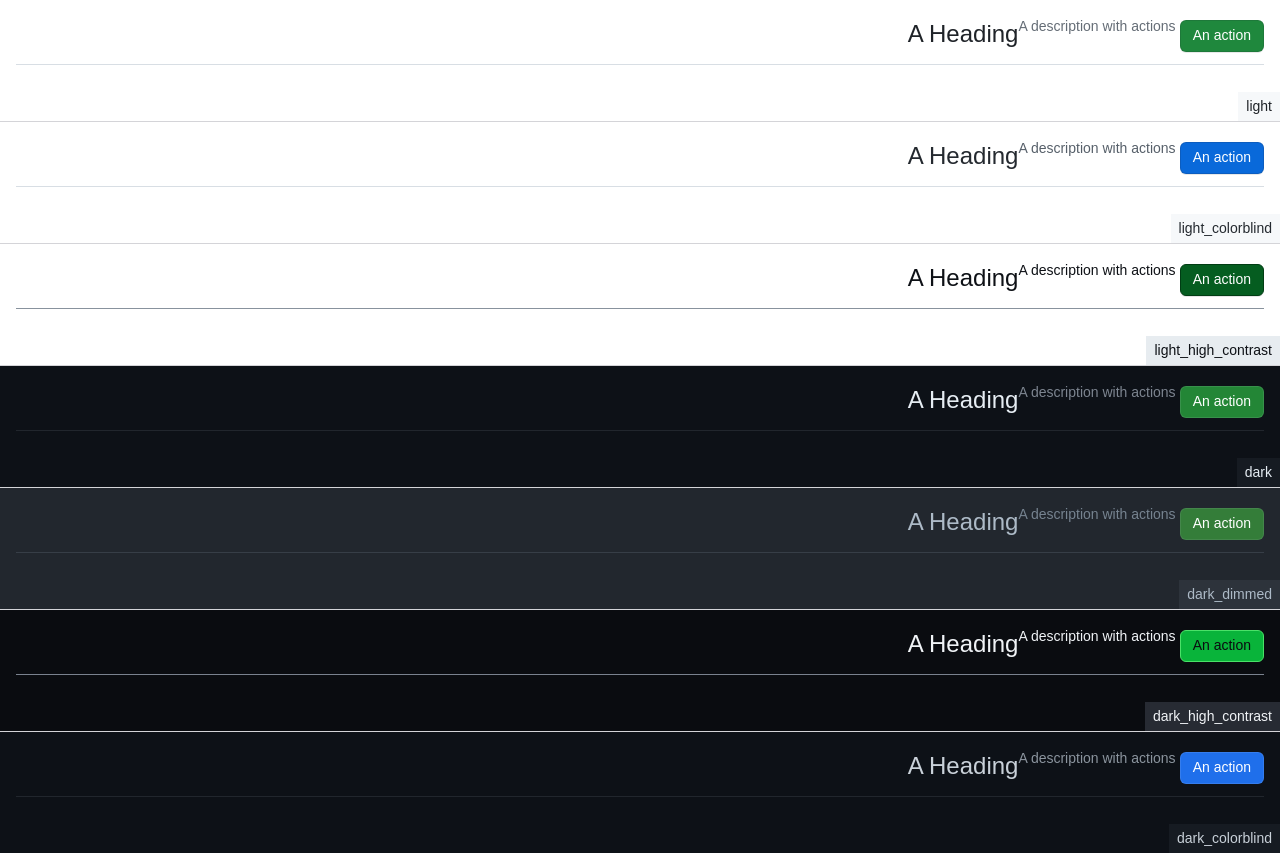 A Heading A description with actions An action
light
A Heading A description with actions An action
light_colorblind
A Heading A description with actions An action
light_high_contrast
A Heading A description with actions An action
dark
A Heading A description with actions An action
dark_dimmed
A Heading A description with actions An action
dark_high_contrast
A Heading A description with actions An action
dark_colorblind